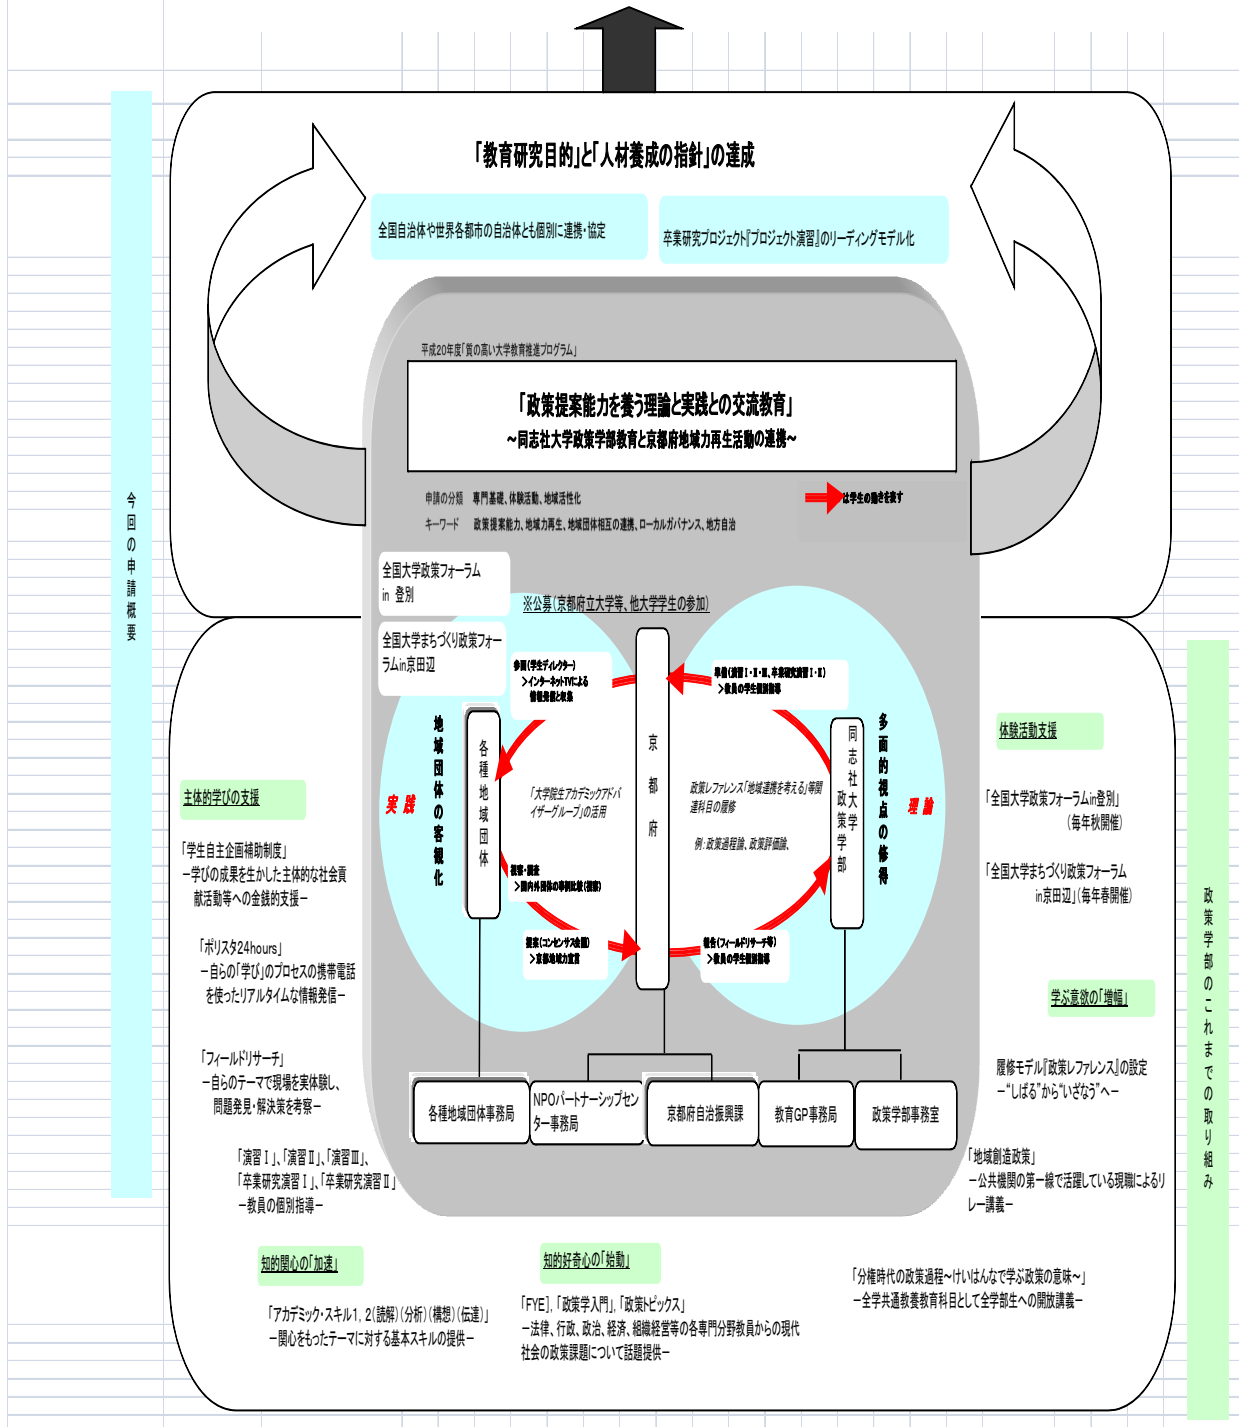 「教育研究目的」と「人材養成の指針」の達成
全国自治体や世界各都市の自治体とも個別に連携・協定
卒業研究プロジェクト『プロジェクト演習』のリーディングモデル化
平成20年度「質の高い大学教育推進プログラム」
「政策提案能力を養う理論と実践との交流教育」
～同志社大学政策学部教育と京都府地域力再生活動の連携～
申請の分類　専門基礎、体験活動、地域活性化
は学生の動きを表す
キーワード　政策提案能力、地域力再生、地域団体相互の連携、ローカルガバナンス、地方自治
今回の申請概要
全国大学政策フォーラム
in 登別
※公募（京都府立大学等、他大学学生の参加）
全国大学まちづくり政策フォー
ラムin京田辺
参画（学生ディレクター）
＞インターネットTVによる
情報発信と収集
準備（演習Ⅰ・Ⅱ・Ⅲ、卒業研究演習Ⅰ・Ⅱ）
＞教員の学生個別指導
実践
地域団体の客観化
各種地域団体
「大学院生アカデミックアドバ
イザーグループ」の活用
京都府
政策レファレンス「地域連携を考える」等関
連科目の履修
例：政策過程論、政策評価論、
同志社大学
政策学部
多面的視点の修得
理論
視察・調査
＞国内外団体の事例比較（視察）
提案（コンセンサス会議）
＞京都地域力宣言
報告（フィールドリサーチ等）
＞教員の学生個別指導
各種地域団体事務局
NPOパートナーシップセン
ター事務局
京都府自治振興課
教育GP事務局
政策学部事務室
主体的学びの支援
「学生自主企画補助制度」
－学びの成果を生かした主体的な社会貢
献活動等への金銭的支援－
「ポリスタ24hours」
－自らの「学び」のプロセスの携帯電話
を使ったリアルタイムな情報発信－
「フィールドリサーチ」
－自らのテーマで現場を実体験し、
問題発見・解決策を考察－
「演習Ⅰ」、「演習Ⅱ」、「演習Ⅲ」、
「卒業研究演習Ⅰ」、「卒業研究演習Ⅱ」
－教員の個別指導－
知的関心の「加速」
「アカデミック・スキル1，2（読解）（分析）（構想）（伝達）」
－関心をもったテーマに対する基本スキルの提供－
知的好奇心の「始動」
「FYE］，「政策学入門」，「政策トピックス」
－法律、行政、政治、経済、組織経営等の各専門分野教員からの現代
社会の政策課題について話題提供－
体験活動支援
「全国大学政策フォーラムin登別」
（毎年秋開催）
「全国大学まちづくり政策フォーラム
in京田辺」（毎年春開催）
学ぶ意欲の「増幅」
履修モデル『政策レファレンス』の設定
－“しばる”から“いざなう”へ－
「地域創造政策」
－公共機関の第一線で活躍している現職によるリ
レー講義－
「分権時代の政策過程～けいはんなで学ぶ政策の意味～」
－全学共通教養教育科目として全学部生への開放講義－
政策学部のこれまでの取り組み